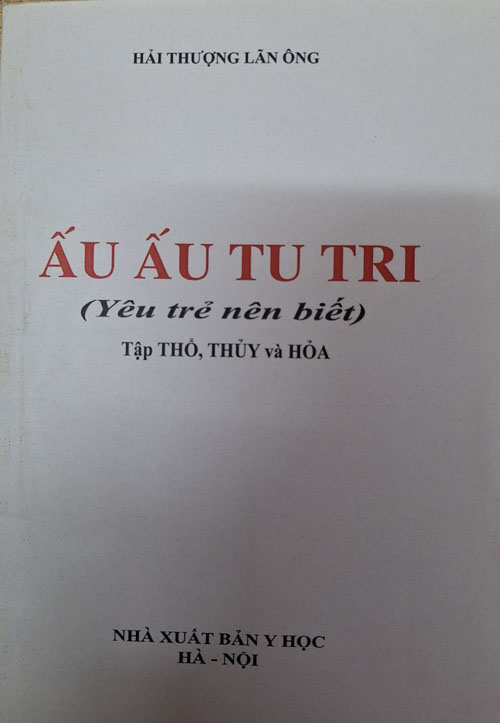 HẢI THƯỢNG LÃN ÔNG
ẤU ẤU TU TRI
(Yêu trẻ nên biết)
Tập THỔ, THỦY và HỎA
NHÀ XUẤT BẢN Y HỌC
HÀ - NỘI